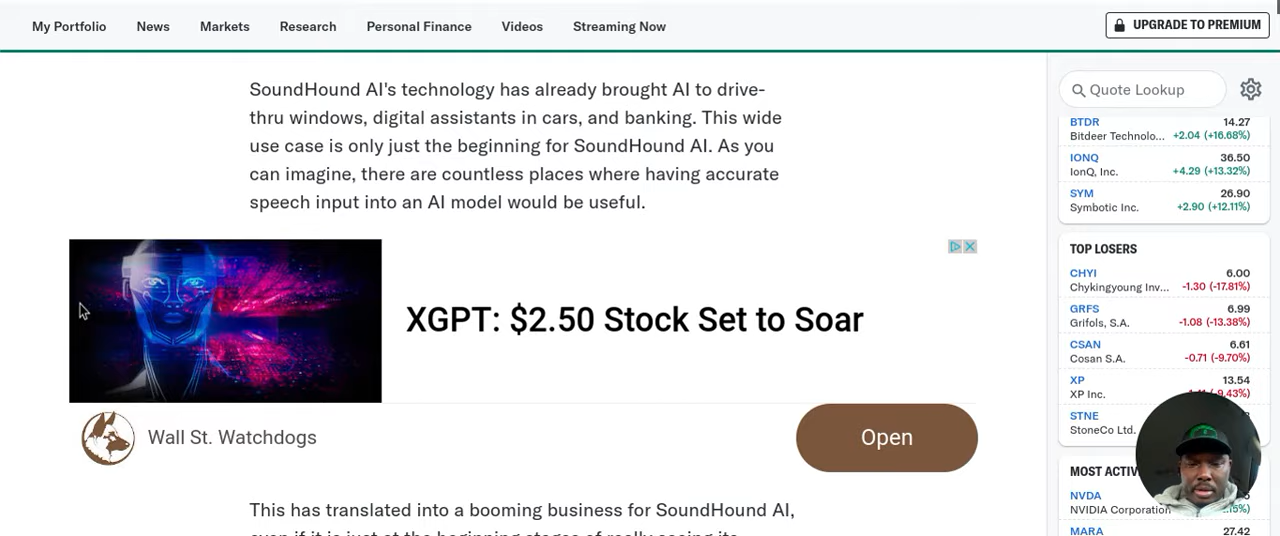 My Portfolio News Markets Research Personal Finance Videos Streaming Now
UPGRADE TO PREMIUM
SoundHound AI's technology has already brought AI to drive-
thru windows, digital assistants in cars, and banking. This wide
use case is only just the beginning for SoundHound AI. As you
can imagine, there are countless places where having accurate
speech input into an AI model would be useful.
XGPT: $2.50 Stock Set to Soar
Wall St. Watchdogs
Open
This has translated into a booming business for SoundHound AI,
even if it is just at the beginning stages of really seeing its
Quote Lookup
BTDR 14.27
Bitdeer Technolo... +2.04 (+16.68%)
IONQ 36.50
IonQ, Inc. +4.29 (+13.32%)
SYM 26.90
Symbotic Inc. +2.90 (+12.11%)
TOP LOSERS
CHYI 6.00
Chykingyoung Inv... -1.30 (-17.81%)
GRFS 6.99
Grifols, S.A. -1.08 (-13.38%)
CSAN 6.61
Cosan S.A. -0.71 (-9.70%)
XP 13.54
XP Inc. -9.43%)
STNE
StoneCo Ltd.
MOST ACTIV
NVDA
NVIDIA Corporation
MARA 27.42